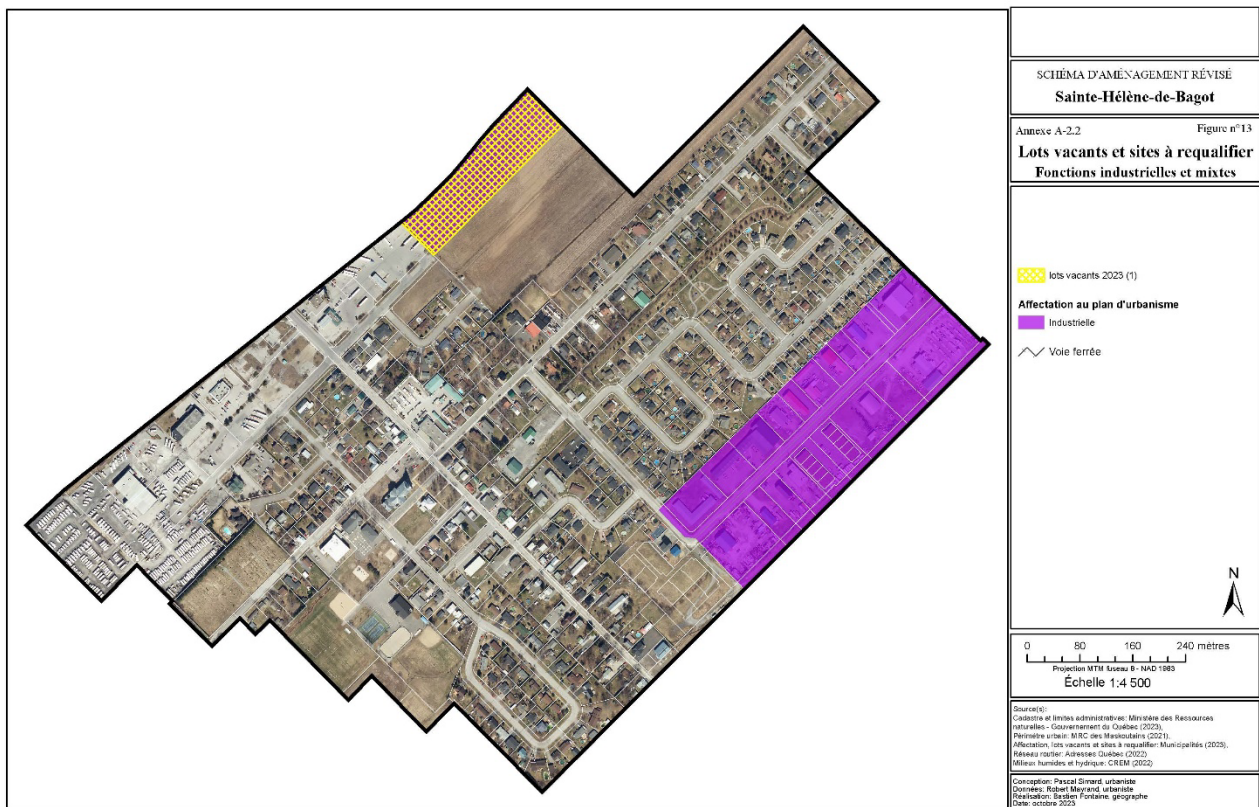 SCHÉMA D'AMÉNAGEMENT RÉVISÉ
Sainte-Hélène-de-Bagot
Annexe A-2.2 Figure n°13
Lots vacants et sites à requalifier
Fonctions industrielles et mixtes
lots vacants 2023 (1)
Affectation au plan d'urbanisme
Industrielle
Voie ferrée
N
0 80 160 240 mètres
Projection MTM fuseau 8 - NAD 1983
Échelle 1:4 500
Source(s):
Cadastre et limites administratives: Ministère des Ressources
naturelles - Gouvernement du Québec (2023),
Périmètre urbain: MRC des Maskoutains (2021),
Affectation, lots vacants et sites à requalifier: Municipalités (2023),
Réseau routier: Adresses Québec (2022)
Milieux humides et hydrique: CREM (2022)
Conception: Pascal Simard, urbaniste
Données: Robert Mayrand, urbaniste
Réalisation: Bastien Fontaine, géographe
Date: octobre 2023